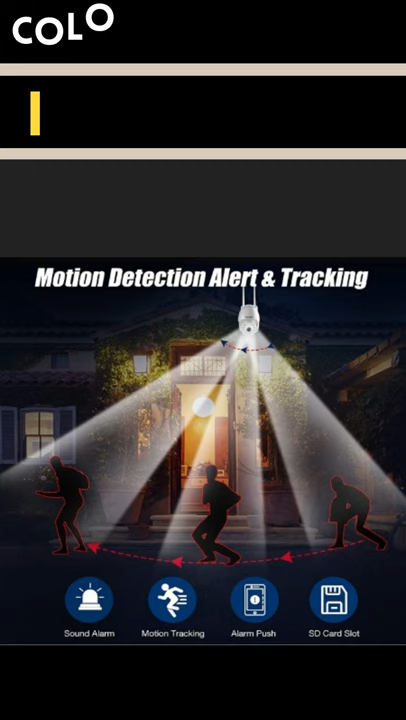 COLO
Motion Detection Alert & Tracking
Sound Alarm
Motion Tracking
Alarm Push
SD Card Slot